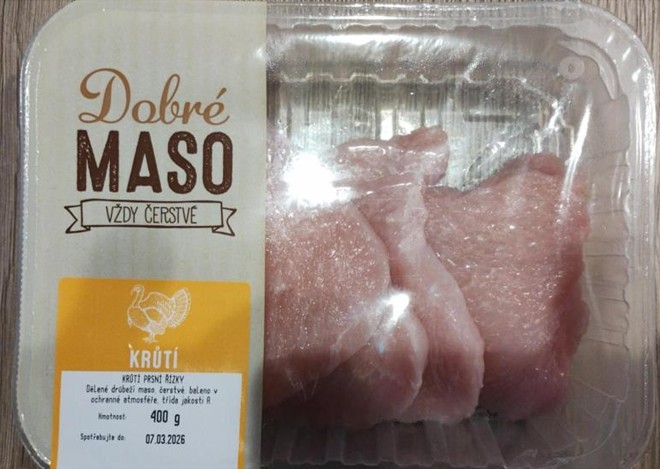 Dobré
MASO
VŽDY ČERSTVÉ
KRŮTÍ
KRŮTÍ PRSNÍ ŘÍZKY
Dělené drůbeží maso, čerstvé baleno v
ochranné atmosféře, třída jakosti A
Hmotnost: 400 g
Spotřebujte do: 07.03.2026